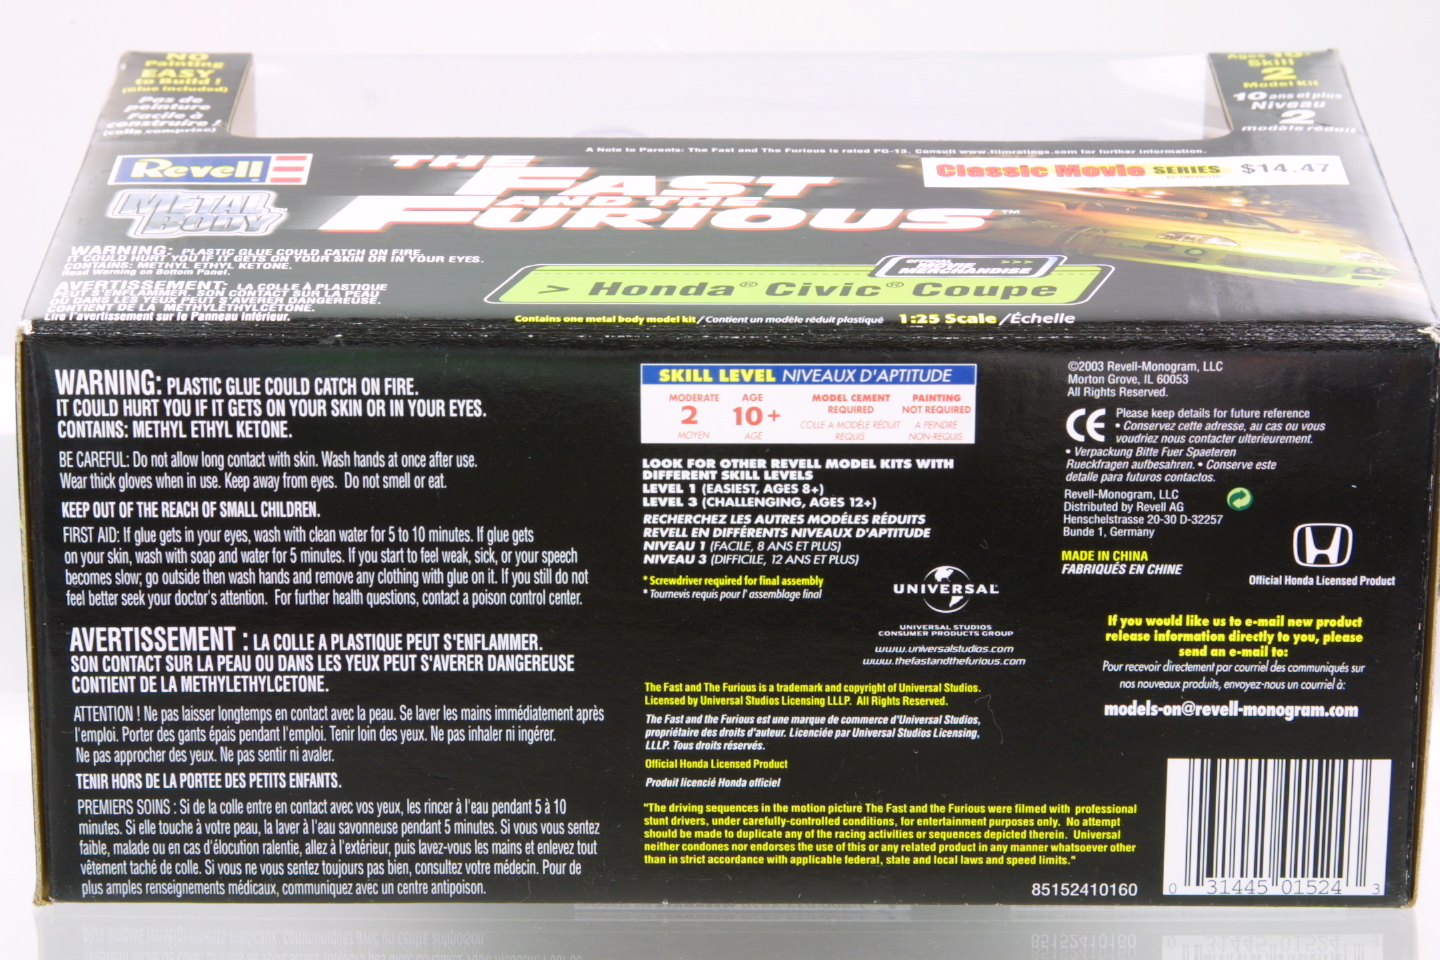 NO
Painting
EASY
to Build !
(Glue Included)
Pas de
peinture
Facile à
construire !
(colle comprise)
Ages 10+
Skill
2
Model Kit
10 ans et plus
Niveau
2
modèle réduit
A Note to Parents: The Fast and The Furious is rated PG-13. Consult www.filmratings.com for further information.
Revell
METAL
BODY
THE
FAST
AND THE
FURIOUS™
Classic Movie SERIES $14.47
WARNING: PLASTIC GLUE COULD CATCH ON FIRE.
IT COULD HURT YOU IF IT GETS ON YOUR SKIN OR IN YOUR EYES.
CONTAINS: METHYL ETHYL KETONE.
Read Warning on Bottom Panel.
AVERTISSEMENT: LA COLLE À PLASTIQUE
PEUT S'ENFLAMMER. SON CONTACT SUR LA PEAU
OU DANS LES YEUX PEUT S'AVERER DANGEREUSE.
CONTIENT DE LA MÉTHYLÉTHYLCÉTONE.
Lire l'avertissement sur le Panneau Inférieur.
OFFICIAL
MOVIE
MERCHANDISE
>>>
> Honda® Civic® Coupe
Contains one metal body model kit / Contient un modèle réduit plastiqué 1:25 Scale /Échelle
WARNING: PLASTIC GLUE COULD CATCH ON FIRE.
IT COULD HURT YOU IF IT GETS ON YOUR SKIN OR IN YOUR EYES.
CONTAINS: METHYL ETHYL KETONE.
BE CAREFUL: Do not allow long contact with skin. Wash hands at once after use.
Wear thick gloves when in use. Keep away from eyes. Do not smell or eat.
KEEP OUT OF THE REACH OF SMALL CHILDREN.
FIRST AID: If glue gets in your eyes, wash with clean water for 5 to 10 minutes. If glue gets
on your skin, wash with soap and water for 5 minutes. If you start to feel weak, sick, or your speech
becomes slow; go outside then wash hands and remove any clothing with glue on it. If you still do not
feel better seek your doctor's attention. For further health questions, contact a poison control center.
AVERTISSEMENT : LA COLLE A PLASTIQUE PEUT S'ENFLAMMER.
SON CONTACT SUR LA PEAU OU DANS LES YEUX PEUT S'AVERER DANGEREUSE
CONTIENT DE LA METHYLETHYLCETONE.
ATTENTION ! Ne pas laisser longtemps en contact avec la peau. Se laver les mains immédiatement après
l'emploi. Porter des gants épais pendant l'emploi. Tenir loin des yeux. Ne pas inhaler ni ingérer.
Ne pas approcher des yeux. Ne pas sentir ni avaler.
TENIR HORS DE LA PORTEE DES PETITS ENFANTS.
PREMIERS SOINS : Si de la colle entre en contact avec vos yeux, les rincer à l'eau pendant 5 à 10
minutes. Si elle touche à votre peau, la laver à l'eau savonneuse pendant 5 minutes. Si vous vous sentez
faible, malade ou en cas d'élocution ralentie, allez à l'extérieur, puis lavez-vous les mains et enlevez tout
vêtement taché de colle. Si vous ne vous sentez toujours pas bien, consultez votre médecin. Pour de
plus amples renseignements médicaux, communiquez avec un centre antipoison.
SKILL LEVEL NIVEAUX D'APTITUDE
MODERATE
2
MOYEN
AGE
10+
AGE
MODEL CEMENT
REQUIRED
COLLE A MODÈLE RÉDUIT
REQUIS
PAINTING
NOT REQUIRED
A PEINDRE
NON-REQUIS
LOOK FOR OTHER REVELL MODEL KITS WITH
DIFFERENT SKILL LEVELS
LEVEL 1 (EASIEST, AGES 8+)
LEVEL 3 (CHALLENGING, AGES 12+)
RECHERCHEZ LES AUTRES MODÉLES RÉDUITS
REVELL EN DIFFÉRENTS NIVEAUX D'APTITUDE
NIVEAU 1 (FACILE, 8 ANS ET PLUS)
NIVEAU 3 (DIFFICILE, 12 ANS ET PLUS)
* Screwdriver required for final assembly
* Tournevis requis pour l' assemblage final
UNIVERSAL
UNIVERSAL STUDIOS
CONSUMER PRODUCTS GROUP
www.universalstudios.com
www.thefastandthefurious.com
The Fast and The Furious is a trademark and copyright of Universal Studios.
Licensed by Universal Studios Licensing LLLP. All Rights Reserved.
The Fast and the Furious est une marque de commerce d'Universal Studios,
propriétaire des droits d'auteur. Licenciée par Universal Studios Licensing,
LLLP. Tous droits réservés.
Official Honda Licensed Product
Produit licencié Honda officiel
"The driving sequences in the motion picture The Fast and the Furious were filmed with professional
stunt drivers, under carefully-controlled conditions, for entertainment purposes only. No attempt
should be made to duplicate any of the racing activities or sequences depicted therein. Universal
neither condones nor endorses the use of this or any related product in any manner whatsoever other
than in strict accordance with applicable federal, state and local laws and speed limits."
©2003 Revell-Monogram, LLC
Morton Grove, IL 60053
All Rights Reserved.
CE
Please keep details for future reference
• Conservez cette adresse, au cas ou vous
voudriez nous contacter ulterieurement.
• Verpackung Bitte Fuer Spaeteren
Rueckfragen aufbesahren. • Conserve este
detalle para futuros contactos.
Revell-Monogram, LLC
Distributed by Revell AG
Henschelstrasse 20-30 D-32257
Bunde 1, Germany
MADE IN CHINA
FABRIQUÉS EN CHINE
Official Honda Licensed Product
If you would like us to e-mail new product
release information directly to you, please
send an e-mail to:
Pour recevoir directement par courriel des communiqués sur
nos nouveaux produits, envoyez-nous un courriel à:
models-on@revell-monogram.com
85152410160
0 31445 01524 3